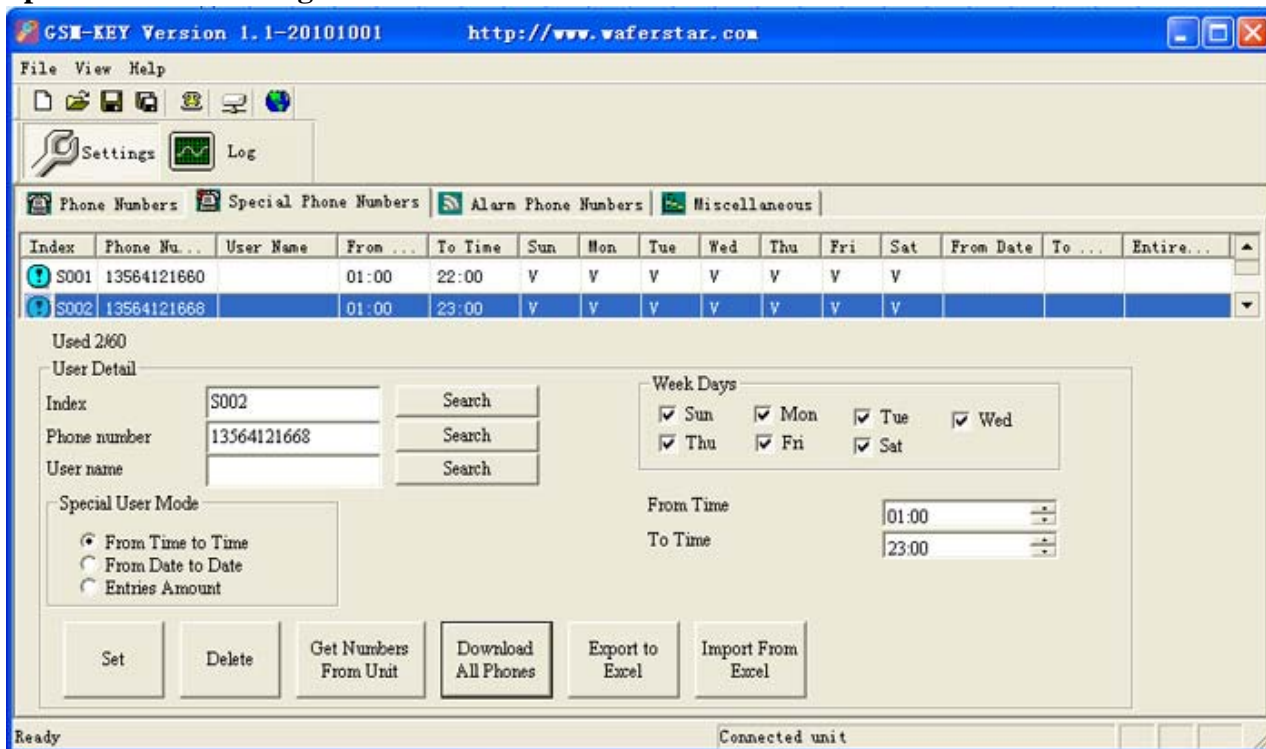 GSM-KEY Version 1.1-20101001 http://www.waferstar.com
File View Help
Settings Log
Phone Numbers Special Phone Numbers Alarm Phone Numbers Miscellaneous
Index Phone Nu... User Name From ... To Time Sun Mon Tue Wed Thu Fri Sat From Date To ... Entire...
S001 13564121660 01:00 22:00 V V V V V V V
S002 13564121668 01:00 23:00 V V V V V V V
Used 2/60
User Detail
Index S002 Search
Phone number 13564121668 Search
User name Search
Week Days
Sun Mon Tue Wed
Thu Fri Sat
Special User Mode
From Time to Time
From Date to Date
Entries Amount
From Time 01:00
To Time 23:00
Set Delete Get Numbers From Unit Download All Phones Export to Excel Import From Excel
Ready Connected unit